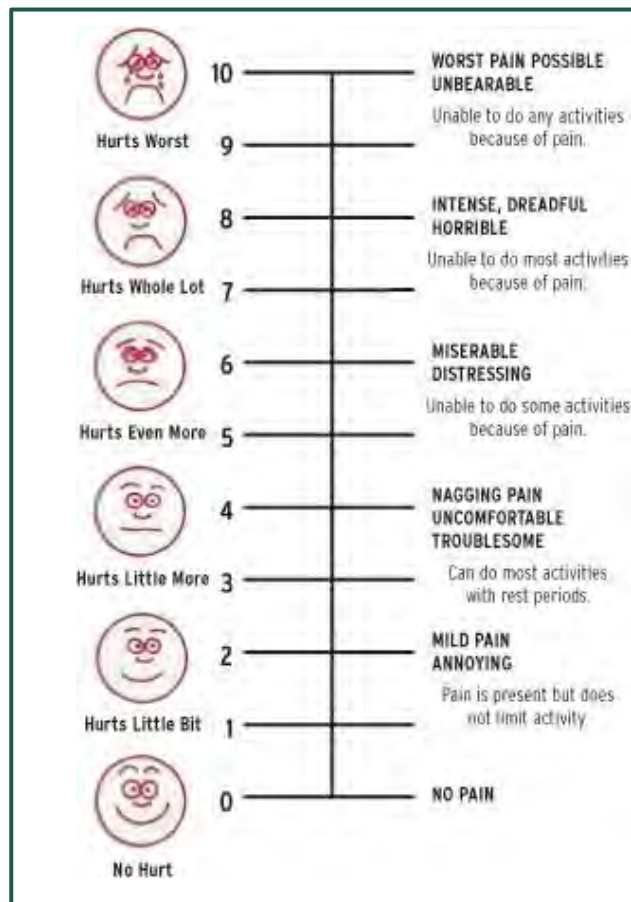 10
WORST PAIN POSSIBLE
UNBEARABLE
Unable to do any activities
because of pain.
Hurts Worst
9
8
INTENSE, DREADFUL
HORRIBLE
Unable to do most activities
because of pain.
Hurts Whole Lot
7
6
MISERABLE
DISTRESSING
Unable to do some activities
because of pain.
Hurts Even More
5
4
NAGGING PAIN
UNCOMFORTABLE
TROUBLESOME
Can do most activities
with rest periods.
Hurts Little More
3
2
MILD PAIN
ANNOYING
Pain is present but does
not limit activity
Hurts Little Bit
1
0
NO PAIN
No Hurt